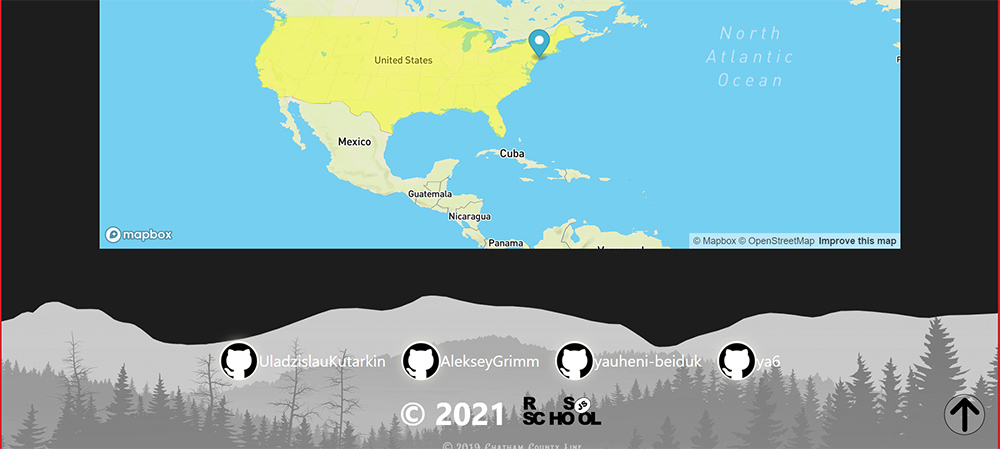 North
Atlantic
Ocean
United States
Mexico
Cuba
Guatemala
Nicaragua
Panama
mapbox
© Mapbox © OpenStreetMap Improve this map
UladzislauKutarkin AlekseyGrimm yauheni-beiduk ya6
© 2021 RS SCHOOL JS
© 2019 Chatham County Line